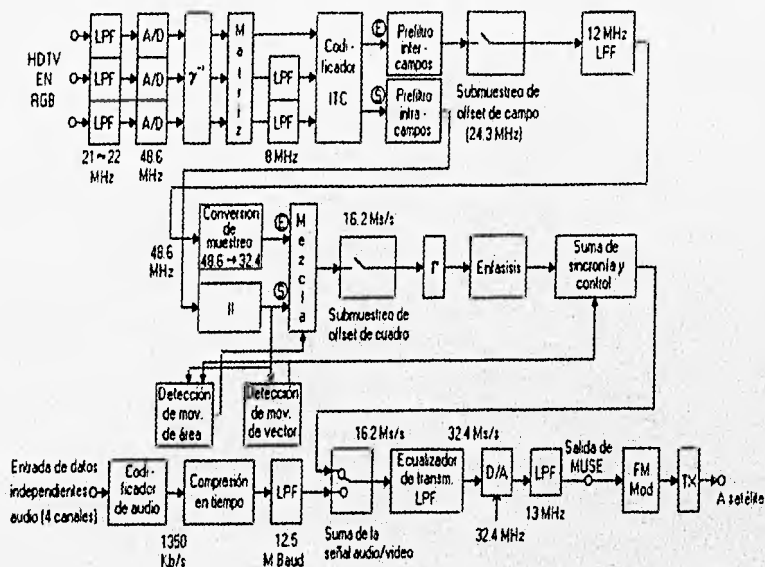 HDTV
EN
RGB
LPF
A/D
LPF
A/D
LPF
A/D
γ⁻¹
M
a
t
r
i
z
LPF
LPF
Codi-
ficador
ITC
E
S
Prefiltro
inter-
campos
Prefiltro
intra-
campos
12 MHz
LPF
Submuestreo de
offset de campo
(24.3 MHz)
21~22
MHz
48.6
MHz
8 MHz
48.6
MHz
Conversión
de
muestreo
48.6→32.4
II
E
S
M
e
z
c
l
a
16.2 Ms/s
Submuestreo de
offset de cuadro
Γ
Enfasisis
Suma de
sincronía y
control
Detección
de mov.
de área
Detección
de mov.
de vector
16.2 Ms/s
32.4 Ms/s
Salida de
MUSE
Entrada de datos
independientes
audio (4 canales)
Codi-
ficador
de audio
Compresión
en tiempo
LPF
Ecualizador
de transm.
LPF
D/A
LPF
FM
Mod
TX
A satélite
1350
Kb/s
12.5
M Baud
Suma de la
señal audio/video
32.4 MHz
13 MHz